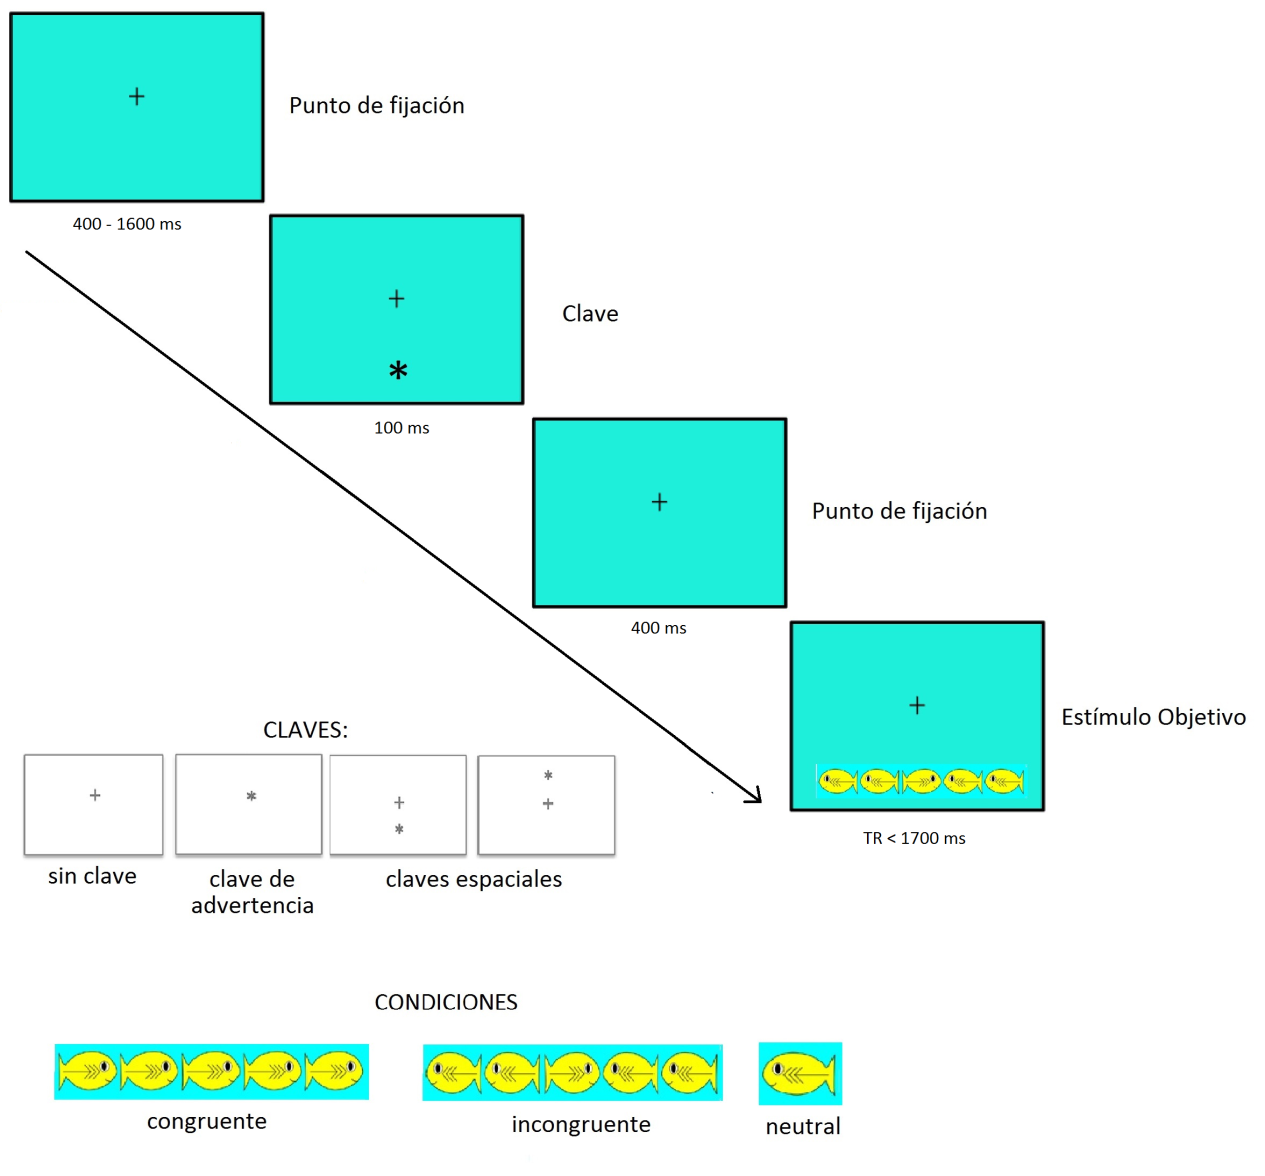 +
Punto de fijación
400 - 1600 ms
+
Clave
*
100 ms
+
Punto de fijación
400 ms
+
Estímulo Objetivo
TR < 1700 ms
CLAVES:
+
*
+
*
*
+
sin clave
clave de
advertencia
claves espaciales
CONDICIONES
congruente
incongruente
neutral